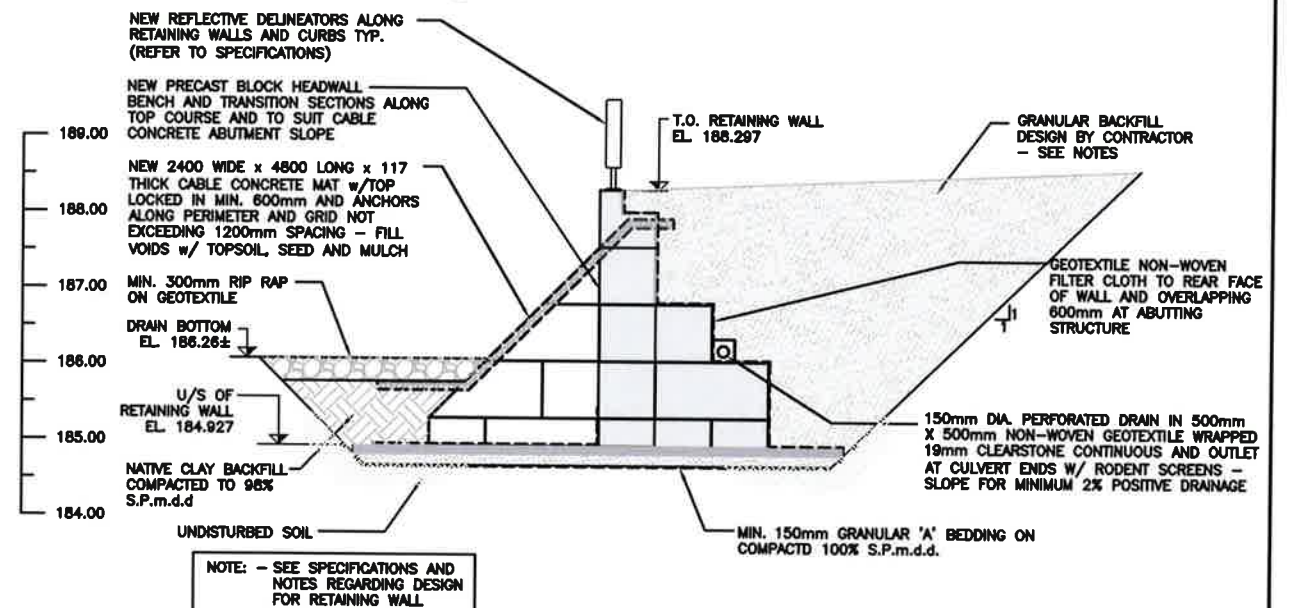 NEW REFLECTIVE DELINEATORS ALONG
RETAINING WALLS AND CURBS TYP.
(REFER TO SPECIFICATIONS)
NEW PRECAST BLOCK HEADWALL
BENCH AND TRANSITION SECTIONS ALONG
TOP COURSE AND TO SUIT CABLE
CONCRETE ABUTMENT SLOPE
NEW 2400 WIDE x 4800 LONG x 117
THICK CABLE CONCRETE MAT w/TOP
LOCKED IN MIN. 600mm AND ANCHORS
ALONG PERIMETER AND GRID NOT
EXCEEDING 1200mm SPACING - FILL
VOIDS w/ TOPSOIL, SEED AND MULCH
MIN. 300mm RIP RAP
ON GEOTEXTILE
DRAIN BOTTOM
EL. 186.26±
U/S OF
RETAINING WALL
EL. 184.927
NATIVE CLAY BACKFILL
COMPACTED TO 98%
S.P.m.d.d
UNDISTURBED SOIL
NOTE: - SEE SPECIFICATIONS AND
NOTES REGARDING DESIGN
FOR RETAINING WALL
189.00
188.00
187.00
186.00
185.00
184.00
T.O. RETAINING WALL
EL. 188.297
GRANULAR BACKFILL
DESIGN BY CONTRACTOR
- SEE NOTES
GEOTEXTILE NON-WOVEN
FILTER CLOTH TO REAR FACE
OF WALL AND OVERLAPPING
600mm AT ABUTTING
STRUCTURE
1
1
150mm DIA. PERFORATED DRAIN IN 500mm
X 500mm NON-WOVEN GEOTEXTILE WRAPPED
19mm CLEARSTONE CONTINUOUS AND OUTLET
AT CULVERT ENDS W/ RODENT SCREENS -
SLOPE FOR MINIMUM 2% POSITIVE DRAINAGE
MIN. 150mm GRANULAR 'A' BEDDING ON
COMPACTD 100% S.P.m.d.d.